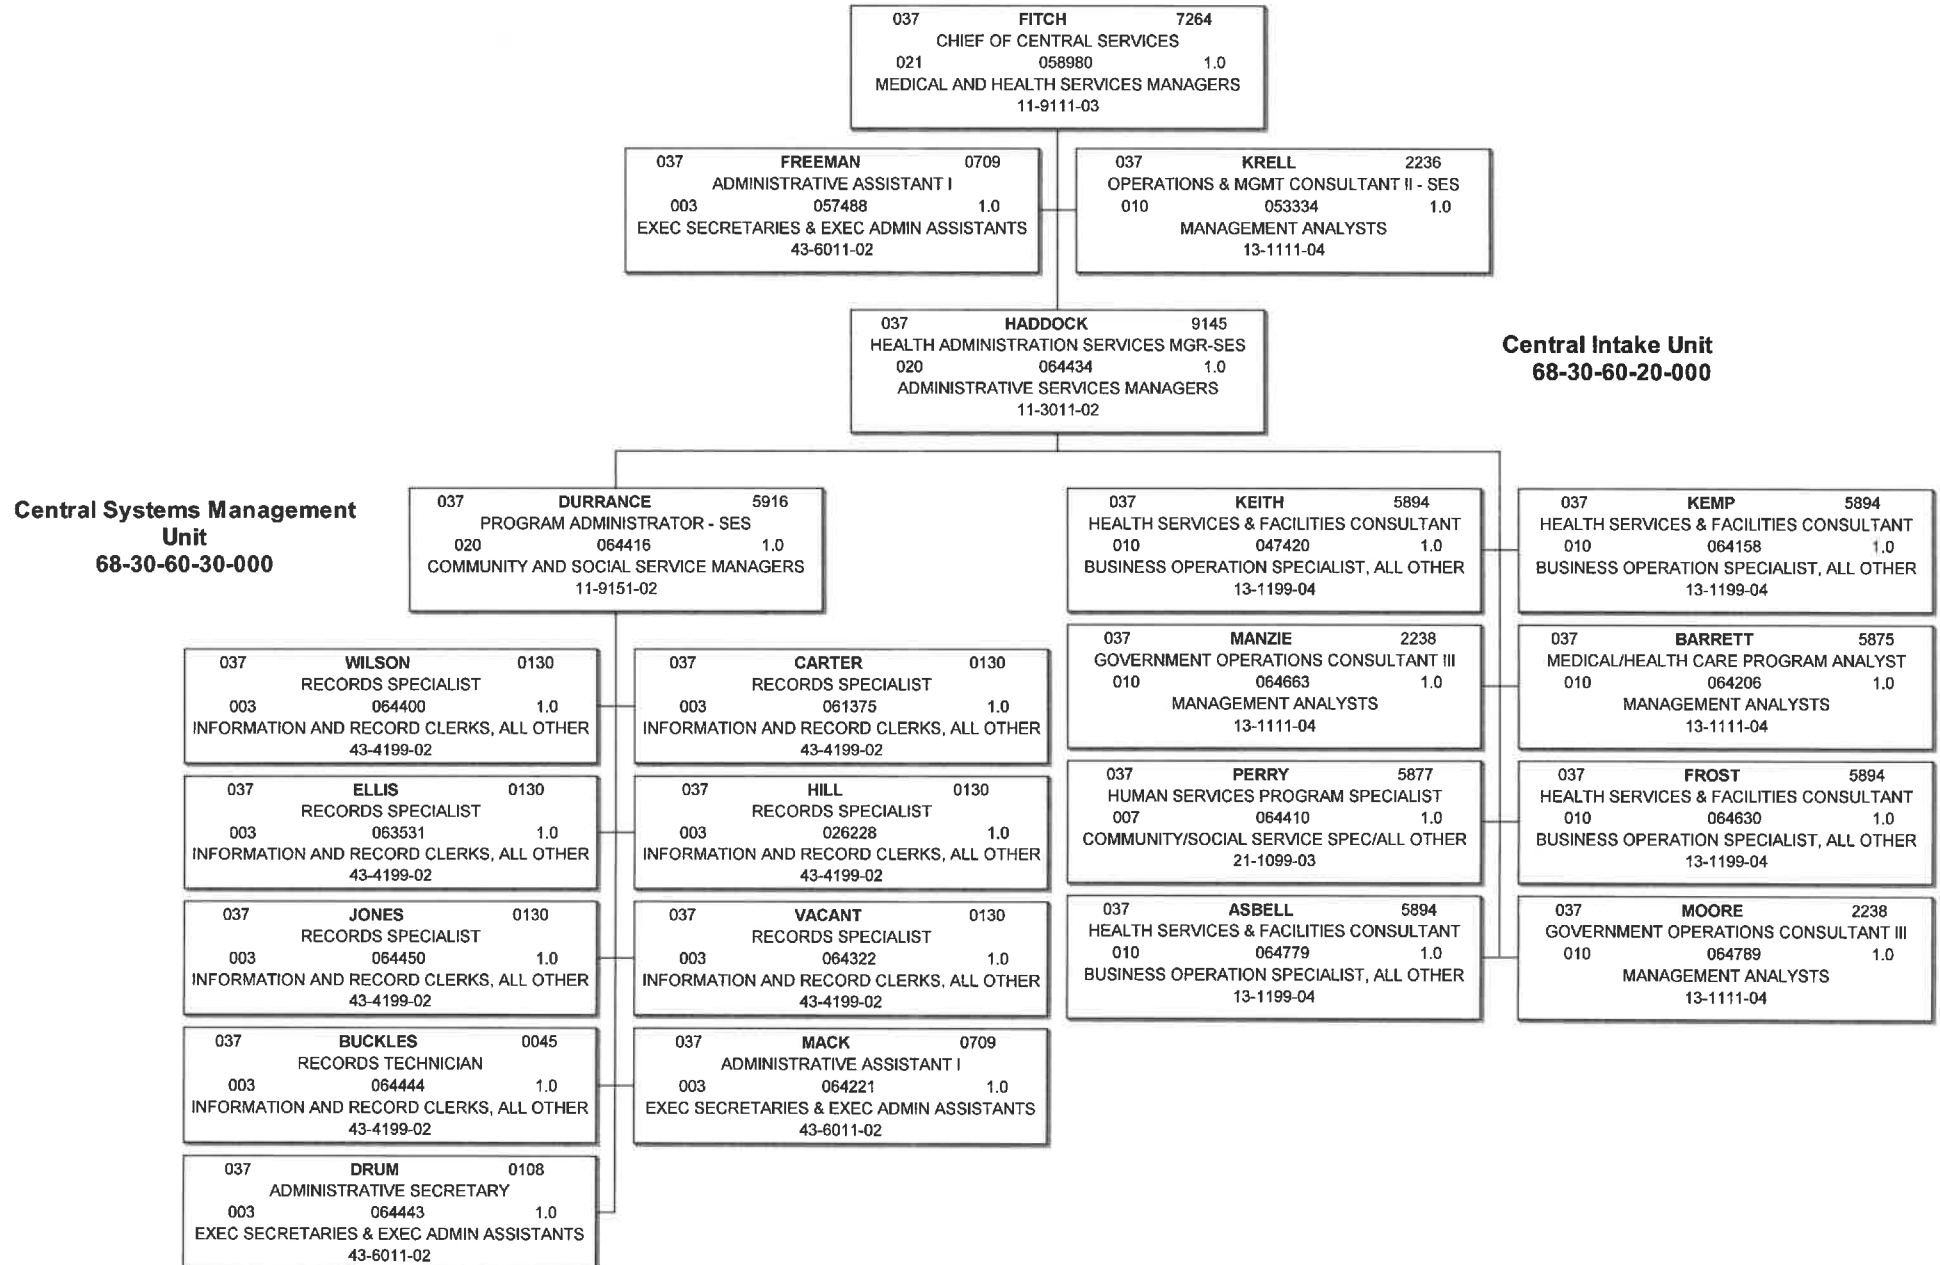 037 FITCH 7264
CHIEF OF CENTRAL SERVICES
021 058980 1.0
MEDICAL AND HEALTH SERVICES MANAGERS
11-9111-03
037 FREEMAN 0709
ADMINISTRATIVE ASSISTANT I
003 057488 1.0
EXEC SECRETARIES & EXEC ADMIN ASSISTANTS
43-6011-02
037 KRELL 2236
OPERATIONS & MGMT CONSULTANT II - SES
010 053334 1.0
MANAGEMENT ANALYSTS
13-1111-04
037 HADDOCK 9145
HEALTH ADMINISTRATION SERVICES MGR-SES
020 064434 1.0
ADMINISTRATIVE SERVICES MANAGERS
11-3011-02
Central Intake Unit
68-30-60-20-000
Central Systems Management
Unit
68-30-60-30-000
037 DURRANCE 5916
PROGRAM ADMINISTRATOR - SES
020 064416 1.0
COMMUNITY AND SOCIAL SERVICE MANAGERS
11-9151-02
037 WILSON 0130
RECORDS SPECIALIST
003 064400 1.0
INFORMATION AND RECORD CLERKS, ALL OTHER
43-4199-02
037 CARTER 0130
RECORDS SPECIALIST
003 061375 1.0
INFORMATION AND RECORD CLERKS, ALL OTHER
43-4199-02
037 ELLIS 0130
RECORDS SPECIALIST
003 063531 1.0
INFORMATION AND RECORD CLERKS, ALL OTHER
43-4199-02
037 HILL 0130
RECORDS SPECIALIST
003 026228 1.0
INFORMATION AND RECORD CLERKS, ALL OTHER
43-4199-02
037 JONES 0130
RECORDS SPECIALIST
003 064450 1.0
INFORMATION AND RECORD CLERKS, ALL OTHER
43-4199-02
037 VACANT 0130
RECORDS SPECIALIST
003 064322 1.0
INFORMATION AND RECORD CLERKS, ALL OTHER
43-4199-02
037 BUCKLES 0045
RECORDS TECHNICIAN
003 064444 1.0
INFORMATION AND RECORD CLERKS, ALL OTHER
43-4199-02
037 MACK 0709
ADMINISTRATIVE ASSISTANT I
003 064221 1.0
EXEC SECRETARIES & EXEC ADMIN ASSISTANTS
43-6011-02
037 DRUM 0108
ADMINISTRATIVE SECRETARY
003 064443 1.0
EXEC SECRETARIES & EXEC ADMIN ASSISTANTS
43-6011-02
037 KEITH 5894
HEALTH SERVICES & FACILITIES CONSULTANT
010 047420 1.0
BUSINESS OPERATION SPECIALIST, ALL OTHER
13-1199-04
037 KEMP 5894
HEALTH SERVICES & FACILITIES CONSULTANT
010 064158 1.0
BUSINESS OPERATION SPECIALIST, ALL OTHER
13-1199-04
037 MANZIE 2238
GOVERNMENT OPERATIONS CONSULTANT III
010 064663 1.0
MANAGEMENT ANALYSTS
13-1111-04
037 BARRETT 5875
MEDICAL/HEALTH CARE PROGRAM ANALYST
010 064206 1.0
MANAGEMENT ANALYSTS
13-1111-04
037 PERRY 5877
HUMAN SERVICES PROGRAM SPECIALIST
007 064410 1.0
COMMUNITY/SOCIAL SERVICE SPEC/ALL OTHER
21-1099-03
037 FROST 5894
HEALTH SERVICES & FACILITIES CONSULTANT
010 064630 1.0
BUSINESS OPERATION SPECIALIST, ALL OTHER
13-1199-04
037 ASBELL 5894
HEALTH SERVICES & FACILITIES CONSULTANT
010 064779 1.0
BUSINESS OPERATION SPECIALIST, ALL OTHER
13-1199-04
037 MOORE 2238
GOVERNMENT OPERATIONS CONSULTANT III
010 064789 1.0
MANAGEMENT ANALYSTS
13-1111-04